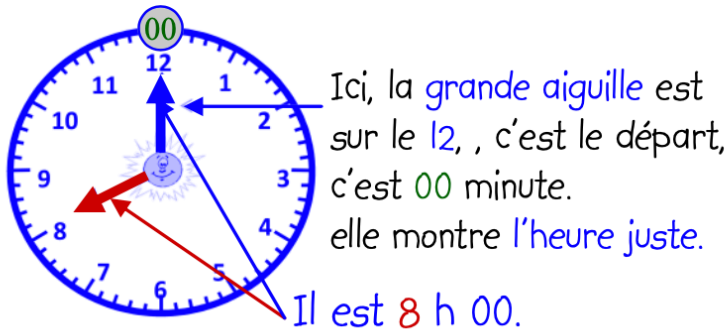 00
12
11
1
10
2
9
3
8
4
7
5
6
Ici, la grande aiguille est
sur le 12, , c'est le départ,
c'est 00 minute.
elle montre l'heure juste.
Il est 8 h 00.